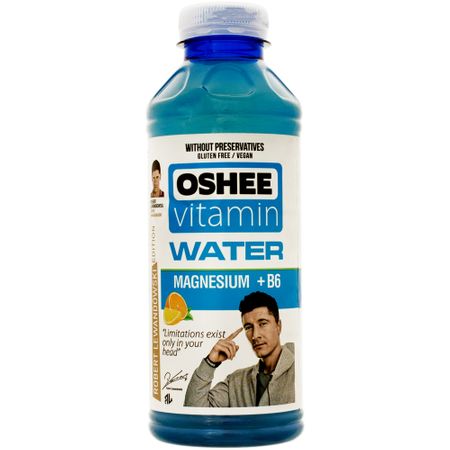 WITHOUT PRESERVATIVES
GLUTEN FREE / VEGAN
OSHEE
vitamin
WATER
MAGNESIUM + B6
"Limitations exist
only in your
head"
RL
ROBERT LEWANDOWSKI EDITION